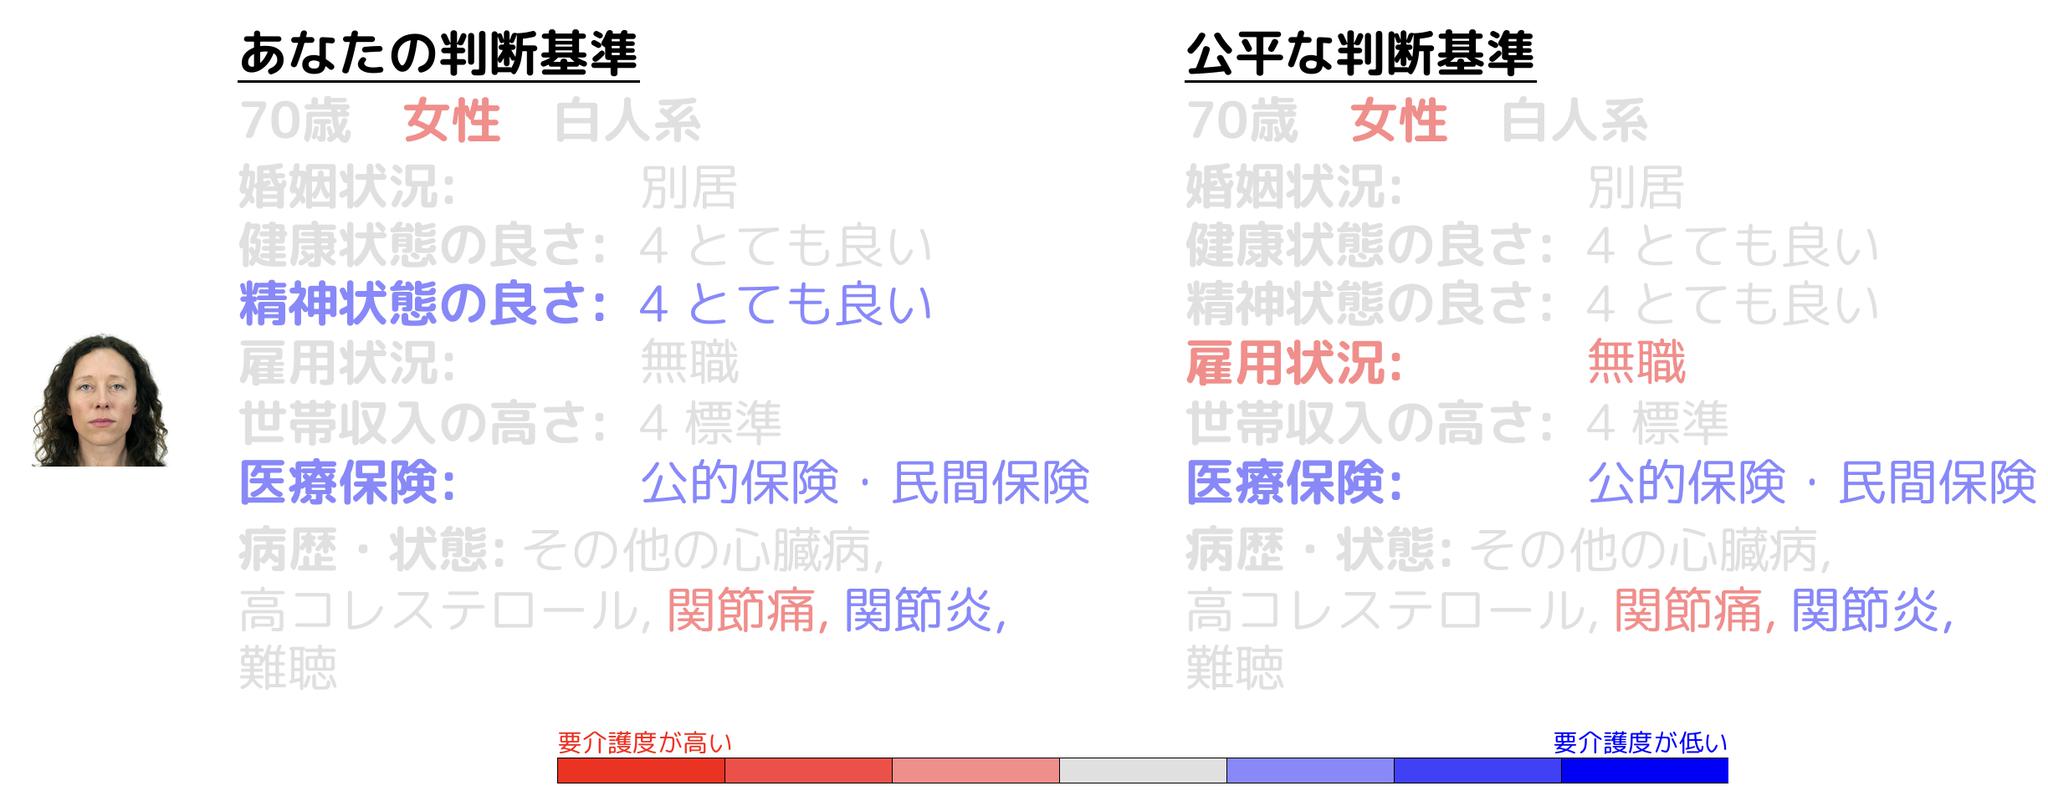 あなたの判断基準
70歳 女性 白人系
婚姻状況: 別居
健康状態の良さ: 4 とても良い
精神状態の良さ: 4 とても良い
雇用状況: 無職
世帯収入の高さ: 4 標準
医療保険: 公的保険・民間保険
病歴・状態: その他の心臓病,
高コレステロール, 関節痛, 関節炎,
難聴
公平な判断基準
70歳 女性 白人系
婚姻状況: 別居
健康状態の良さ: 4 とても良い
精神状態の良さ: 4 とても良い
雇用状況: 無職
世帯収入の高さ: 4 標準
医療保険: 公的保険・民間保険
病歴・状態: その他の心臓病,
高コレステロール, 関節痛, 関節炎,
難聴
要介護度が高い
要介護度が低い